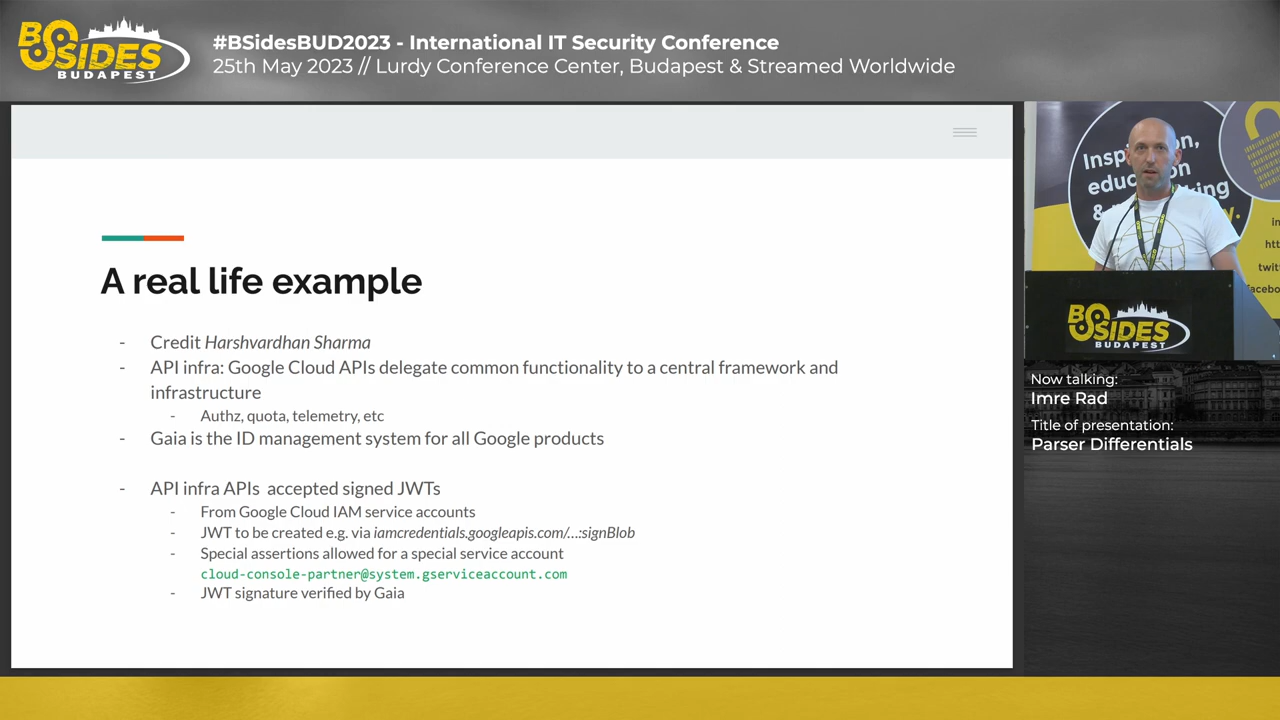 BSIDES
BUDAPEST
#BSidesBUD2023 - International IT Security Conference
25th May 2023 // Lurdy Conference Center, Budapest & Streamed Worldwide
A real life example
- Credit Harshvardhan Sharma
- API infra: Google Cloud APIs delegate common functionality to a central framework and
infrastructure
- Authz, quota, telemetry, etc
- Gaia is the ID management system for all Google products
- API infra APIs accepted signed JWTs
- From Google Cloud IAM service accounts
- JWT to be created e.g. via iamcredentials.googleapis.com/...:signBlob
- Special assertions allowed for a special service account
cloud-console-partner@system.gserviceaccount.com
- JWT signature verified by Gaia
BSIDES
BUDAPEST
Now talking:
Imre Rad
Title of presentation:
Parser Differentials